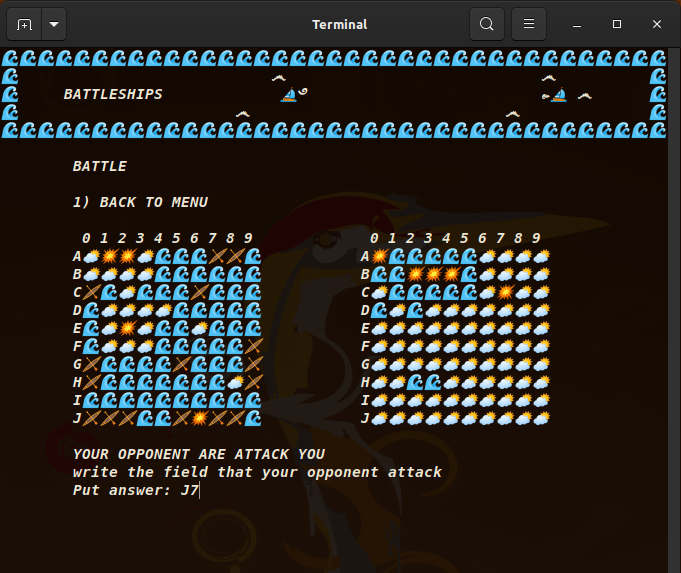 Terminal
BATTLESHIPS
BATTLE
1) BACK TO MENU
0 1 2 3 4 5 6 7 8 9 0 1 2 3 4 5 6 7 8 9
A A
B B
C C
D D
E E
F F
G G
H H
I I
J J
YOUR OPPONENT ARE ATTACK YOU
write the field that your opponent attack
Put answer: J7